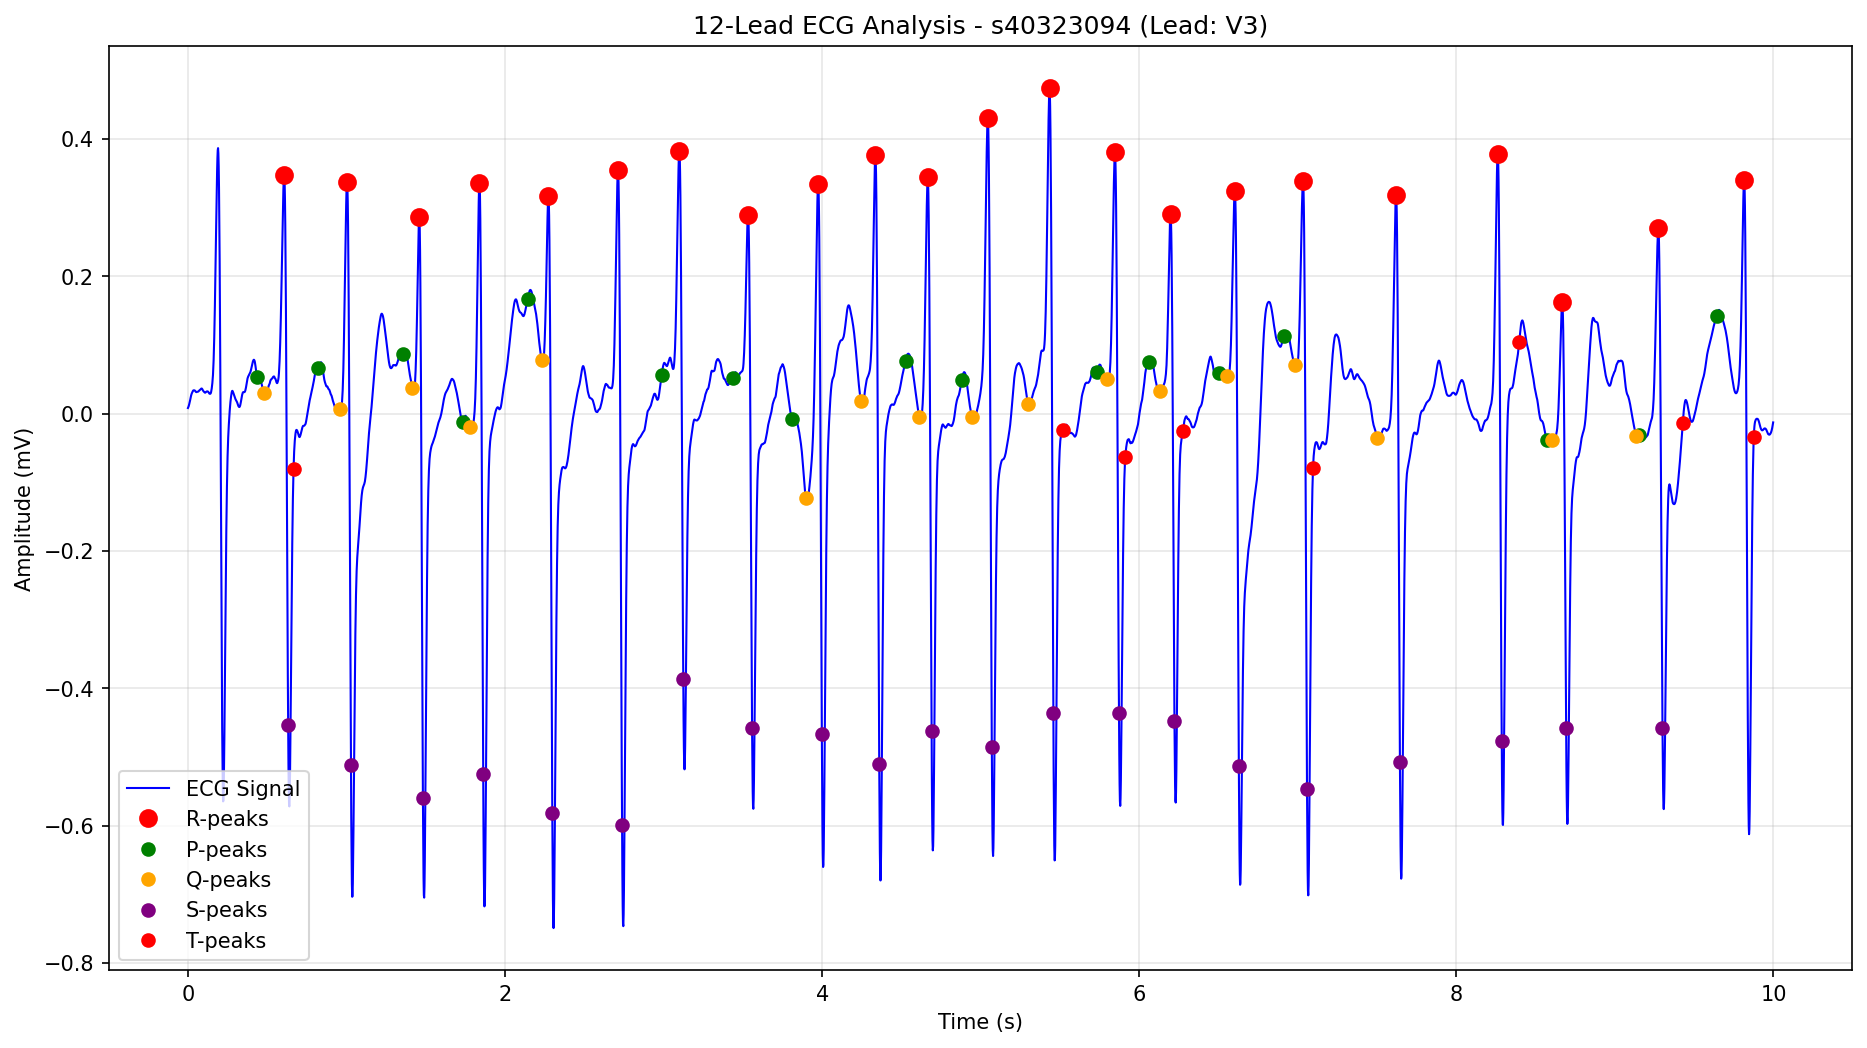 12-Lead ECG Analysis - s40323094 (Lead: V3)
0.4
0.2
0.0
−0.2
−0.4
−0.6
−0.8
Amplitude (mV)
ECG Signal
R-peaks
P-peaks
Q-peaks
S-peaks
T-peaks
0 2 4 6 8 10
Time (s)